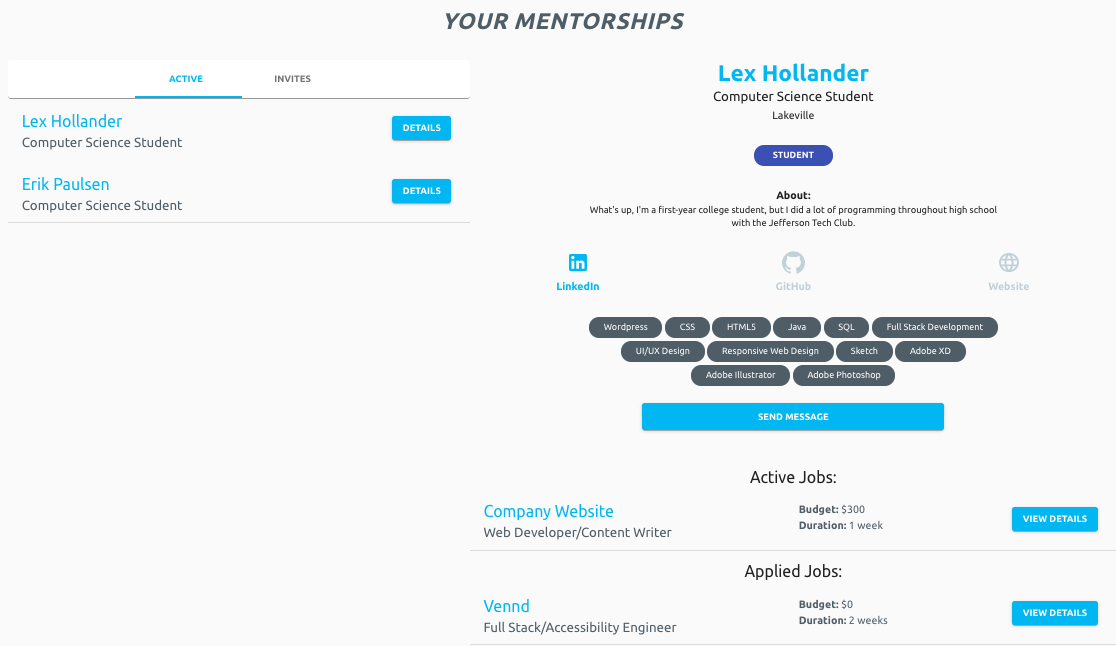 YOUR MENTORSHIPS
ACTIVE INVITES
Lex Hollander
Computer Science Student
DETAILS
Erik Paulsen
Computer Science Student
DETAILS
Lex Hollander
Computer Science Student
Lakeville
STUDENT
About:
What's up, I'm a first-year college student, but I did a lot of programming throughout high school
with the Jefferson Tech Club.
LinkedIn GitHub Website
Wordpress CSS HTML5 Java SQL Full Stack Development
UI/UX Design Responsive Web Design Sketch Adobe XD
Adobe Illustrator Adobe Photoshop
SEND MESSAGE
Active Jobs:
Company Website
Web Developer/Content Writer
Budget: $300
Duration: 1 week
VIEW DETAILS
Applied Jobs:
Vennd
Full Stack/Accessibility Engineer
Budget: $0
Duration: 2 weeks
VIEW DETAILS